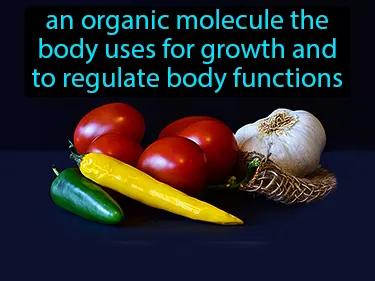 an organic molecule the
body uses for growth and
to regulate body functions